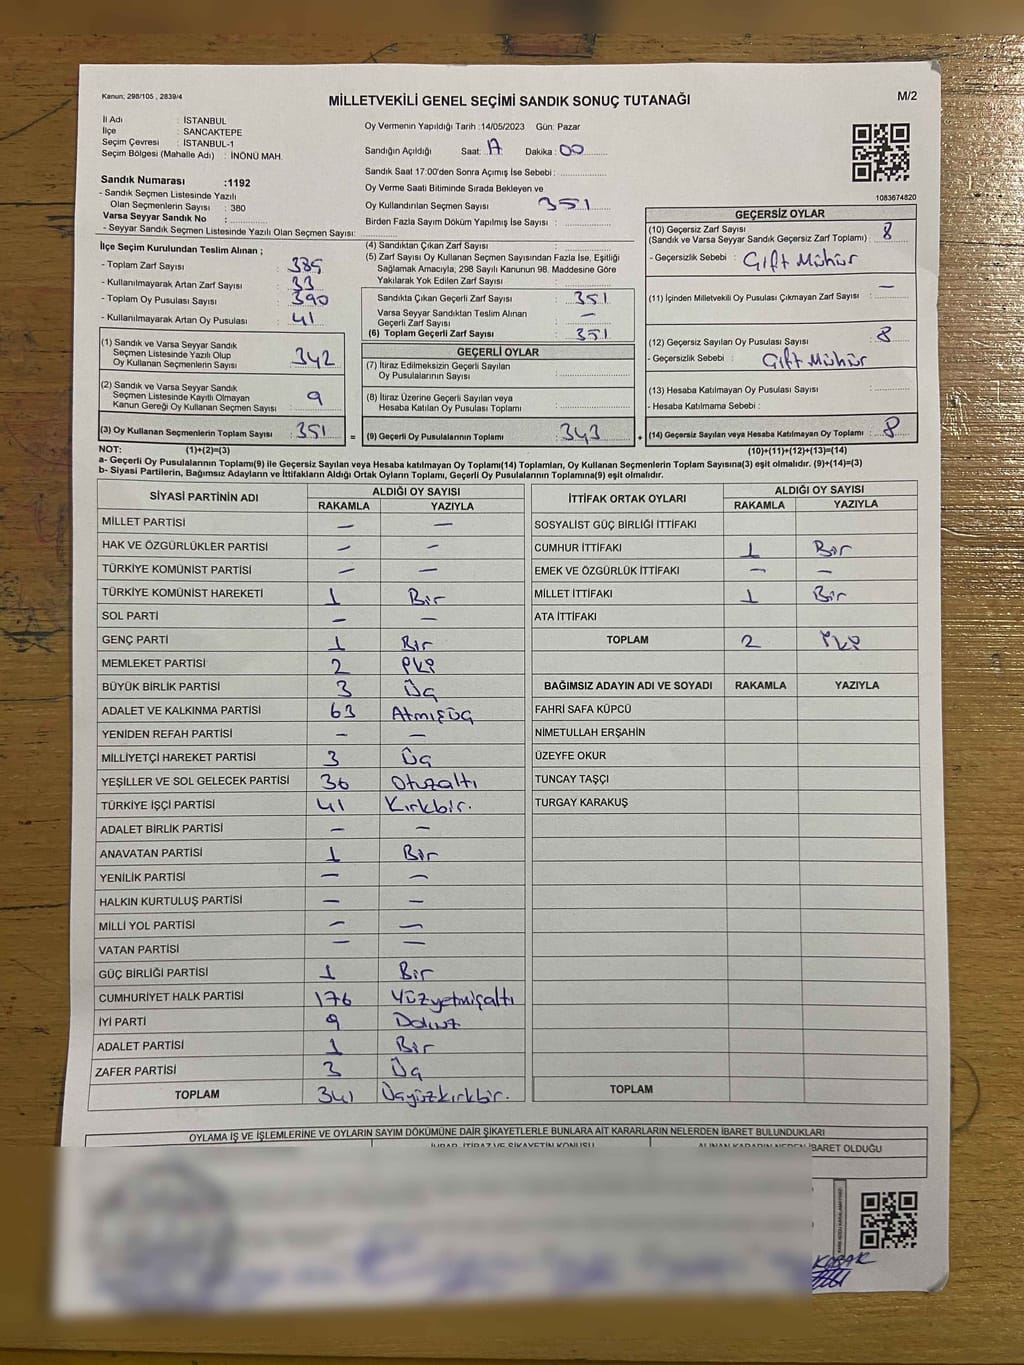 Kanun, 298/105 , 2839/4
MİLLETVEKİLİ GENEL SEÇİMİ SANDIK SONUÇ TUTANAĞI
M/2
İl Adı : İSTANBUL
İlçe : SANCAKTEPE
Seçim Çevresi : İSTANBUL-1
Seçim Bölgesi (Mahalle Adı) : İNÖNÜ MAH.
Sandık Numarası :1192
- Sandık Seçmen Listesinde Yazılı
Olan Seçmenlerin Sayısı : 380
Varsa Seyyar Sandık No :
- Seyyar Sandık Seçmen Listesinde Yazılı Olan Seçmen Sayısı:
Oy Vermenin Yapıldığı Tarih :14/05/2023 Gün: Pazar
Sandığın Açıldığı Saat: 17 Dakika : 00
Sandık Saat 17:00'den Sonra Açımış İse Sebebi :
Oy Verme Saati Bitiminde Sırada Bekleyen ve
Oy Kullandırılan Seçmen Sayısı 351
Birden Fazla Sayım Döküm Yapılmış İse Sayısı :
1083674820
İlçe Seçim Kurulundan Teslim Alınan ;
- Toplam Zarf Sayısı : 389
- Kullanılmayarak Artan Zarf Sayısı : 33
- Toplam Oy Pusulası Sayısı : 390
- Kullanılmayarak Artan Oy Pusulası : 41
(1) Sandık ve Varsa Seyyar Sandık
Seçmen Listesinde Yazılı Olup
Oy Kullanan Seçmenlerin Sayısı 342
(2) Sandık ve Varsa Seyyar Sandık
Seçmen Listesinde Kayıtlı Olmayan
Kanun Gereği Oy Kullanan Seçmen Sayısı 9
(3) Oy Kullanan Seçmenlerin Toplam Sayısı 351 =
(4) Sandıktan Çıkan Zarf Sayısı
(5) Zarf Sayısı Oy Kullanan Seçmen Sayısından Fazla İse, Eşitliği
Sağlamak Amacıyla; 298 Sayılı Kanunun 98. Maddesine Göre
Yakılarak Yok Edilen Zarf Sayısı
Sandıkta Çıkan Geçerli Zarf Sayısı : 351
Varsa Seyyar Sandıktan Teslim Alınan
Geçerli Zarf Sayısı : —
(6) Toplam Geçerli Zarf Sayısı : 351
GEÇERLİ OYLAR
(7) İtiraz Edilmeksizin Geçerli Sayılan
Oy Pusulalarının Sayısı
(8) İtiraz Üzerine Geçerli Sayılan veya
Hesaba Katılan Oy Pusulası Toplamı
(9) Geçerli Oy Pusulalarının Toplamı 343 +
GEÇERSİZ OYLAR
(10) Geçersiz Zarf Sayısı
(Sandık ve Varsa Seyyar Sandık Geçersiz Zarf Toplamı) : 8
- Geçersizlik Sebebi : Çift Mühür
(11) İçinden Milletvekili Oy Pusulası Çıkmayan Zarf Sayısı : —
(12) Geçersiz Sayılan Oy Pusulası Sayısı : 8
- Geçersizlik Sebebi : Çift Mühür
(13) Hesaba Katılmayan Oy Pusulası Sayısı
- Hesaba Katılmama Sebebi :
(14) Geçersiz Sayılan veya Hesaba Katılmayan Oy Toplamı : 8
NOT: (1)+(2)=(3) (10)+(11)+(12)+(13)=(14)
a- Geçerli Oy Pusulalarının Toplamı(9) ile Geçersiz Sayılan veya Hesaba katılmayan Oy Toplamı(14) Toplamları, Oy Kullanan Seçmenlerin Toplam Sayısına(3) eşit olmalıdır. (9)+(14)=(3)
b- Siyasi Partilerin, Bağımsız Adayların ve İttifakların Aldığı Ortak Oyların Toplamı, Geçerli Oy Pusulalarının Toplamına(9) eşit olmalıdır.
SİYASİ PARTİNİN ADI ALDIĞI OY SAYISI
RAKAMLA YAZIYLA
MİLLET PARTİSİ — —
HAK VE ÖZGÜRLÜKLER PARTİSİ — —
TÜRKİYE KOMÜNİST PARTİSİ — —
TÜRKİYE KOMÜNİST HAREKETİ 1 Bir
SOL PARTİ — —
GENÇ PARTİ 1 Bir
MEMLEKET PARTİSİ 2 İki
BÜYÜK BİRLİK PARTİSİ 3 Üç
ADALET VE KALKINMA PARTİSİ 63 Atmışüç
YENİDEN REFAH PARTİSİ — —
MİLLİYETÇİ HAREKET PARTİSİ 3 Üç
YEŞİLLER VE SOL GELECEK PARTİSİ 36 Otuzaltı
TÜRKİYE İŞÇİ PARTİSİ 41 Kırkbir.
ADALET BİRLİK PARTİSİ — —
ANAVATAN PARTİSİ 1 Bir
YENİLİK PARTİSİ — —
HALKIN KURTULUŞ PARTİSİ — —
MİLLİ YOL PARTİSİ — —
VATAN PARTİSİ — —
GÜÇ BİRLİĞİ PARTİSİ 1 Bir
CUMHURİYET HALK PARTİSİ 176 Yüzyetmişaltı
İYİ PARTİ 9 Dokuz
ADALET PARTİSİ 1 Bir
ZAFER PARTİSİ 3 Üç
TOPLAM 341 Üçyüzkırkbir.
İTTİFAK ORTAK OYLARI ALDIĞI OY SAYISI
RAKAMLA YAZIYLA
SOSYALİST GÜÇ BİRLİĞİ İTTİFAKI
CUMHUR İTTİFAKI 1 Bir
EMEK VE ÖZGÜRLÜK İTTİFAKI — —
MİLLET İTTİFAKI 1 Bir
ATA İTTİFAKI
TOPLAM 2 İki
BAĞIMSIZ ADAYIN ADI VE SOYADI RAKAMLA YAZIYLA
FAHRİ SAFA KÜPCÜ
NİMETULLAH ERŞAHİN
ÜZEYFE OKUR
TUNCAY TAŞÇI
TURGAY KARAKUŞ
TOPLAM
OYLAMA İŞ VE İŞLEMLERİNE VE OYLARIN SAYIM DÖKÜMÜNE DAİR ŞİKAYETLERLE BUNLARA AİT KARARLARIN NELERDEN İBARET BULUNDUKLARI
İHBAR, İTİRAZ VE ŞİKAYETİN KONUSU
ALINAN KARARIN NEDEN İBARET OLDUĞU